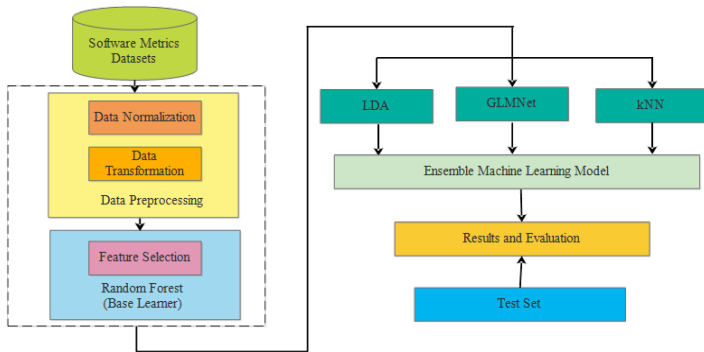 Software Metrics
Datasets
Data Normalization
Data
Transformation
Data Preprocessing
Feature Selection
Random Forest
(Base Learner)
LDA
GLMNet
kNN
Ensemble Machine Learning Model
Results and Evaluation
Test Set